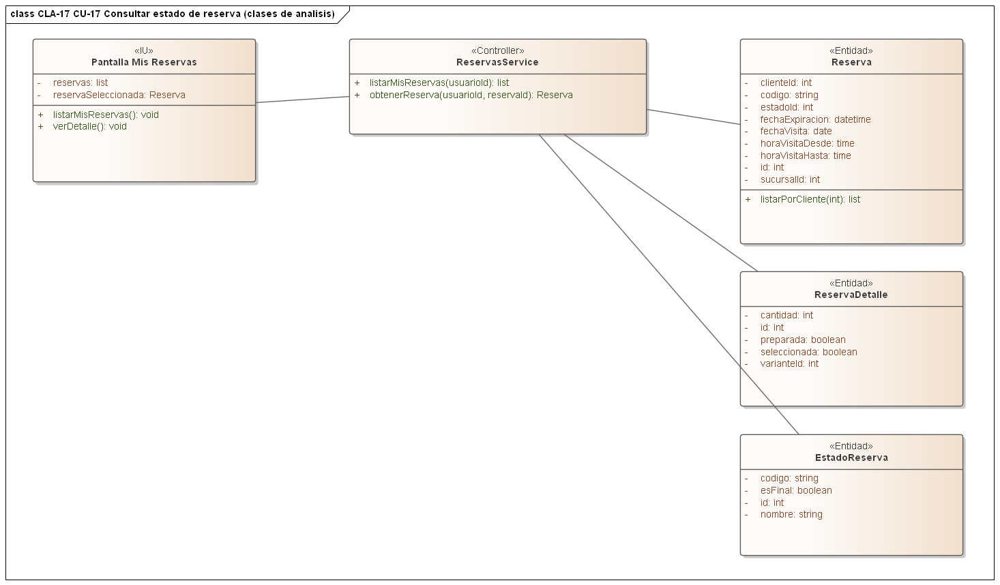 class CLA-17 CU-17 Consultar estado de reserva (clases de analisis)
«IU»
Pantalla Mis Reservas
- reservas: list
- reservaSeleccionada: Reserva
+ listarMisReservas(): void
+ verDetalle(): void
«Controller»
ReservasService
+ listarMisReservas(usuarioId): list
+ obtenerReserva(usuarioId, reservaId): Reserva
«Entidad»
Reserva
- clienteId: int
- codigo: string
- estadoId: int
- fechaExpiracion: datetime
- fechaVisita: date
- horaVisitaDesde: time
- horaVisitaHasta: time
- id: int
- sucursalId: int
+ listarPorCliente(int): list
«Entidad»
ReservaDetalle
- cantidad: int
- id: int
- preparada: boolean
- seleccionada: boolean
- varianteId: int
«Entidad»
EstadoReserva
- codigo: string
- esFinal: boolean
- id: int
- nombre: string